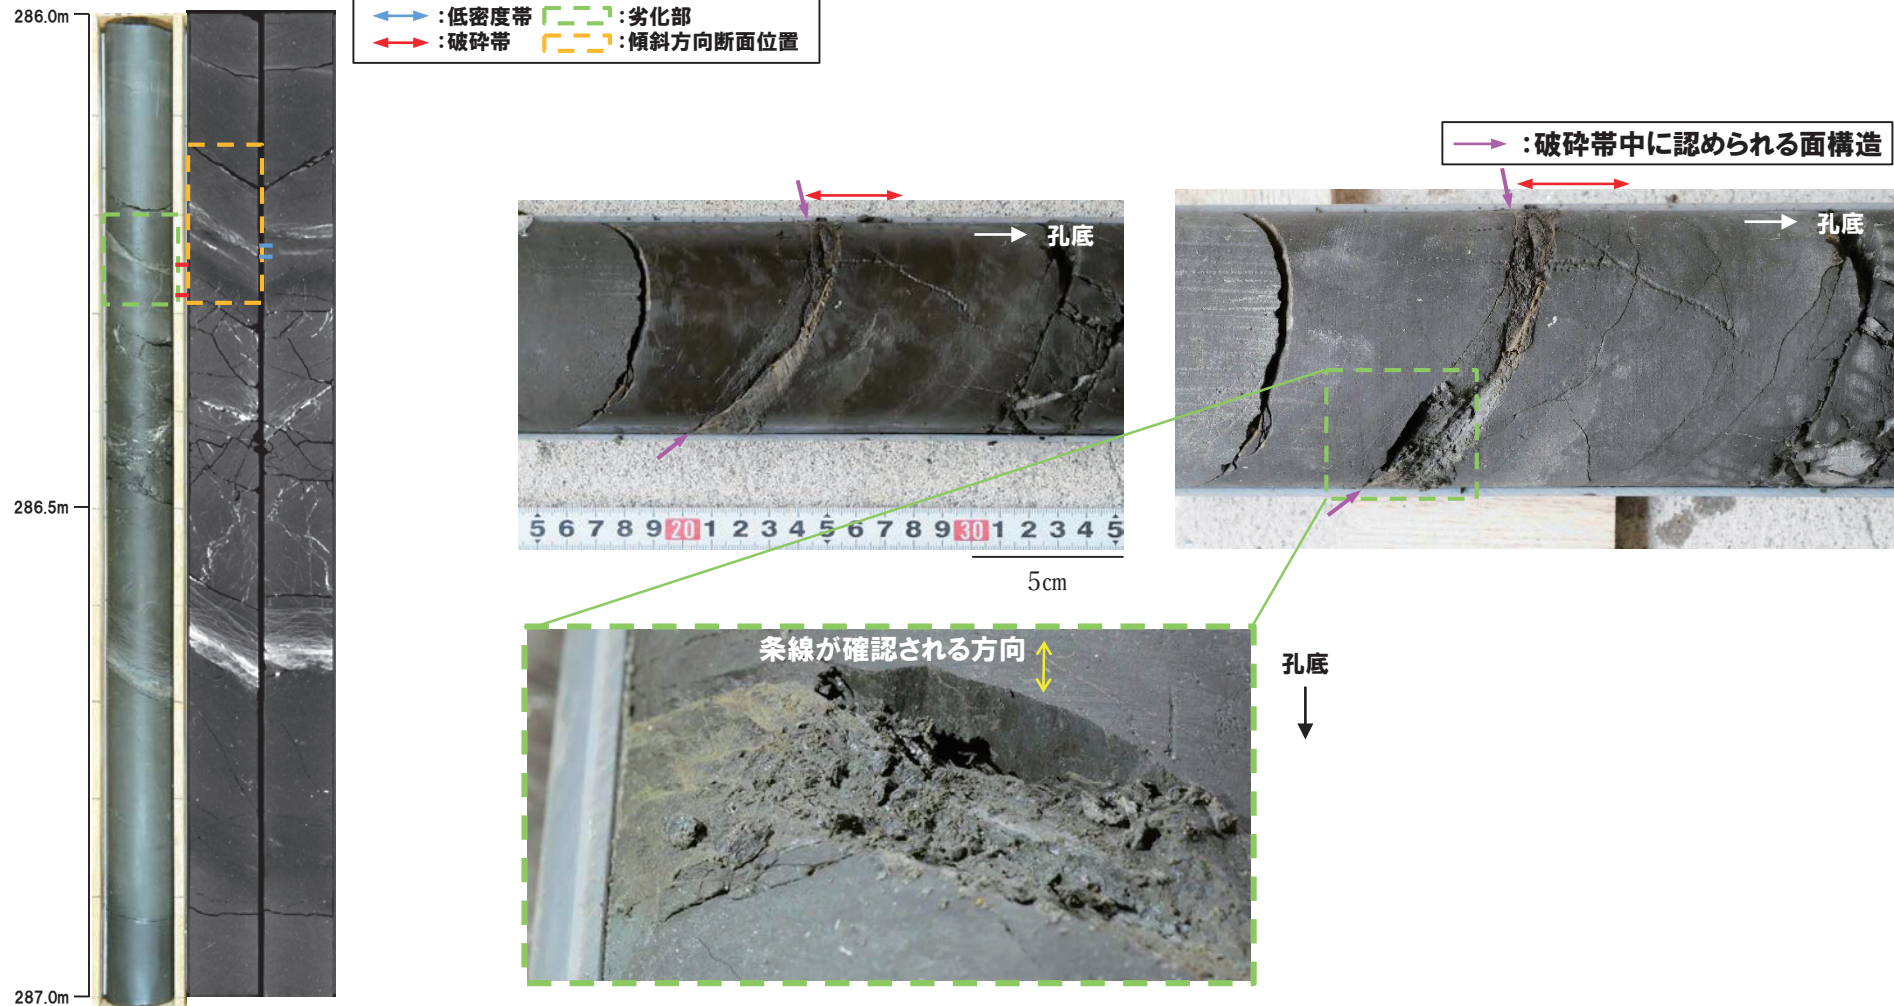 286.0m
:低密度帯 :劣化部
:破砕帯 :傾斜方向断面位置
:破砕帯中に認められる面構造
孔底
孔底
286.5m
5 6 7 8 9 20 1 2 3 4 5 6 7 8 9 30 1 2 3 4 5
5cm
条線が確認される方向
孔底
287.0m